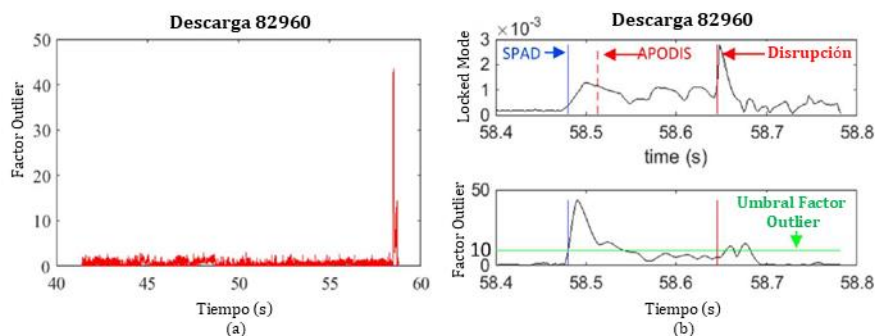 Descarga 82960
Factor Outlier
50
40
30
20
10
0
40 45 50 55 60
Tiempo (s)
(a)
Descarga 82960
× 10⁻³
Locked Mode
3
2
1
0
SPAD
APODIS
Disrupción
58.4 58.5 58.6 58.7 58.8
time (s)
Factor Outlier
50
10
0
Umbral Factor
Outlier
58.4 58.5 58.6 58.7 58.8
Tiempo (s)
(b)